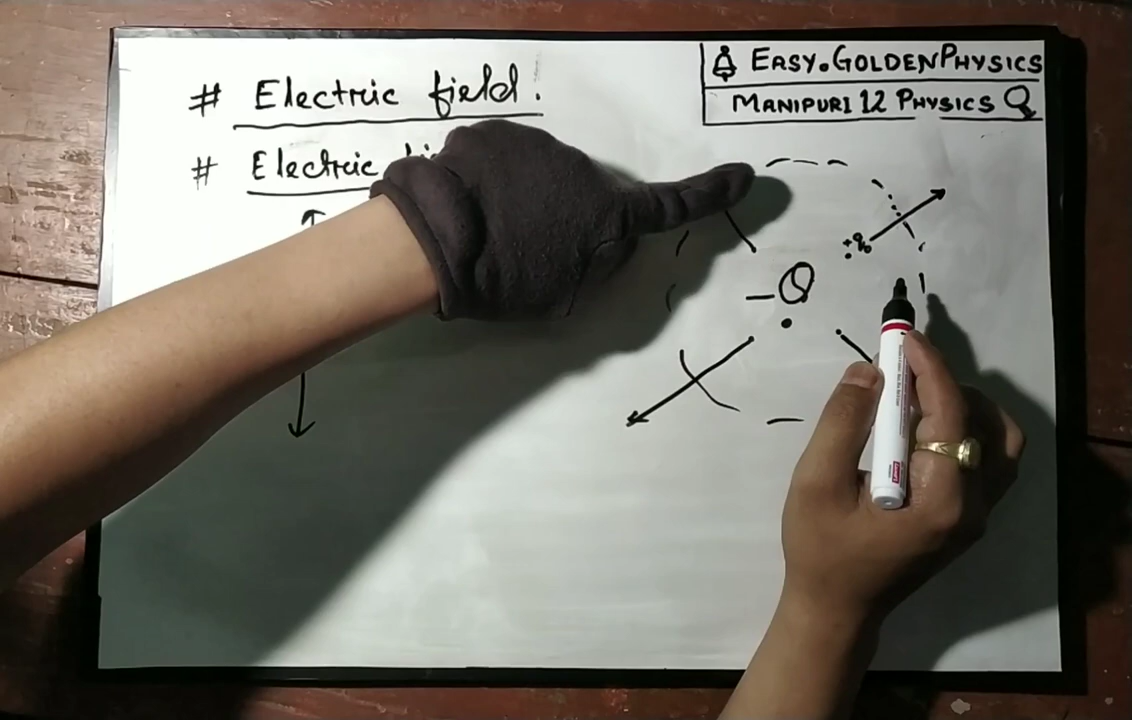 # Electric field.
EASY.GOLDENPHYSICS
MANIPURI 12 PHYSICS
# Electric
-Q